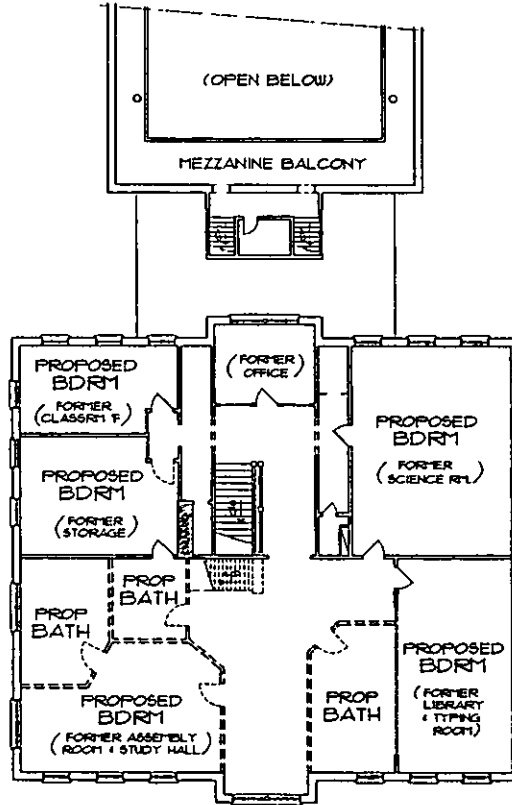 (OPEN BELOW)
MEZZANINE BALCONY
(FORMER
OFFICE)
PROPOSED
BDRM
(FORMER
CLASSRM 'F')
PROPOSED
BDRM
(FORMER
SCIENCE RM.)
PROPOSED
BDRM
(FORMER
STORAGE)
PROP
BATH
PROP
BATH
PROPOSED
BDRM
(FORMER
LIBRARY
& TYPING
ROOM)
PROPOSED
BDRM
(FORMER ASSEMBLY
ROOM & STUDY HALL)
PROP
BATH